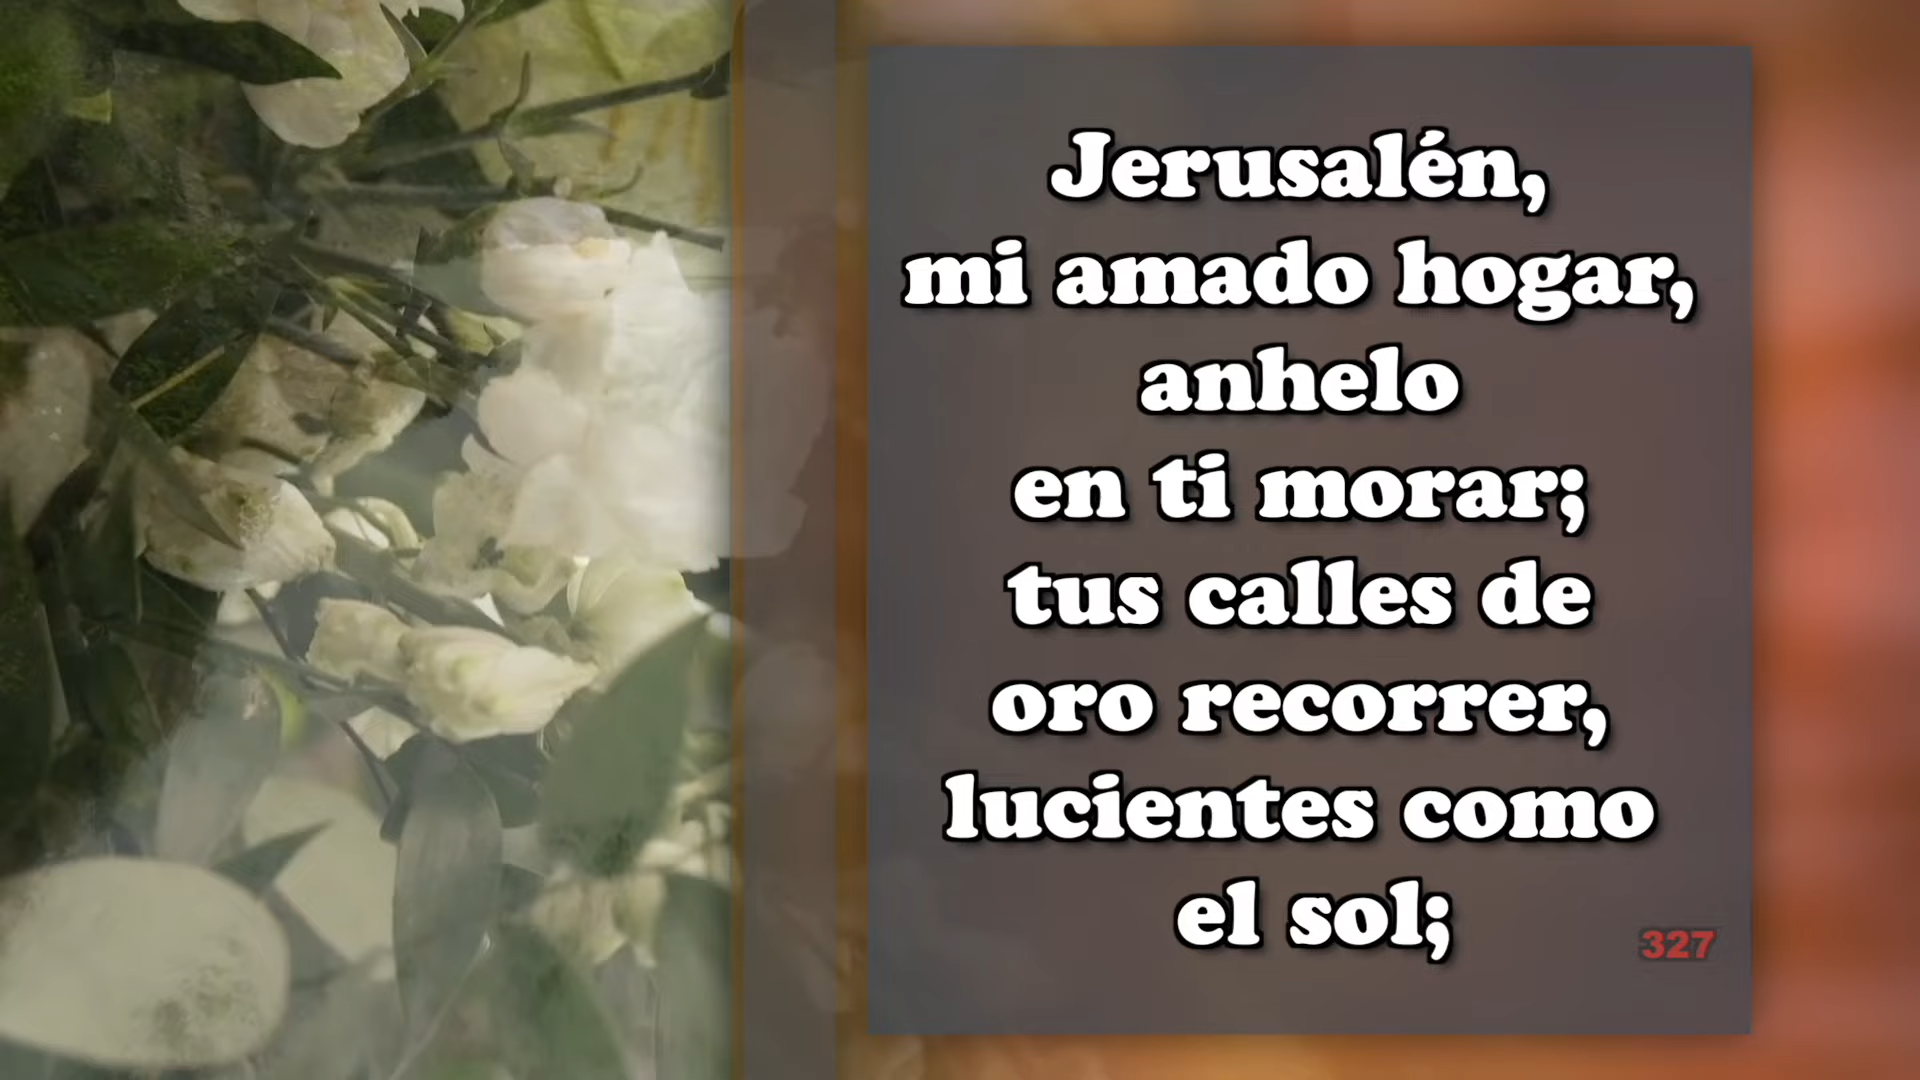 Jerusalén,
mi amado hogar,
anhelo
en ti morar;
tus calles de
oro recorrer,
lucientes como
el sol;
327